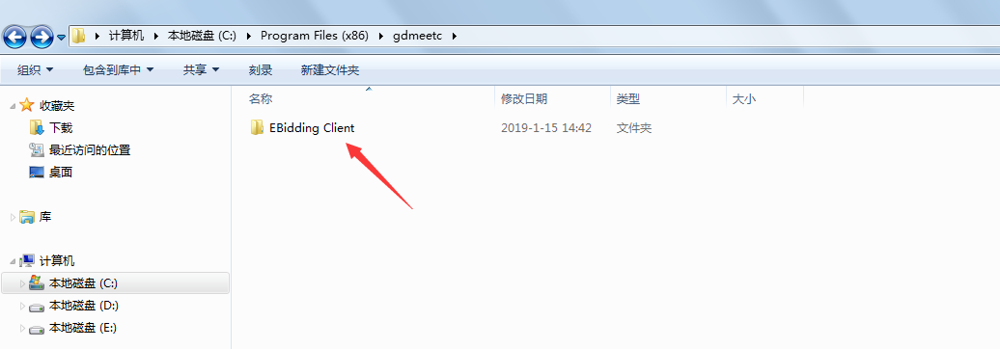 计算机 本地磁盘 (C:) Program Files (x86) gdmeetc
组织 包含到库中 共享 刻录 新建文件夹
收藏夹
下载
最近访问的位置
桌面
库
计算机
本地磁盘 (C:)
本地磁盘 (D:)
本地磁盘 (E:)
名称 修改日期 类型 大小
EBidding Client 2019-1-15 14:42 文件夹